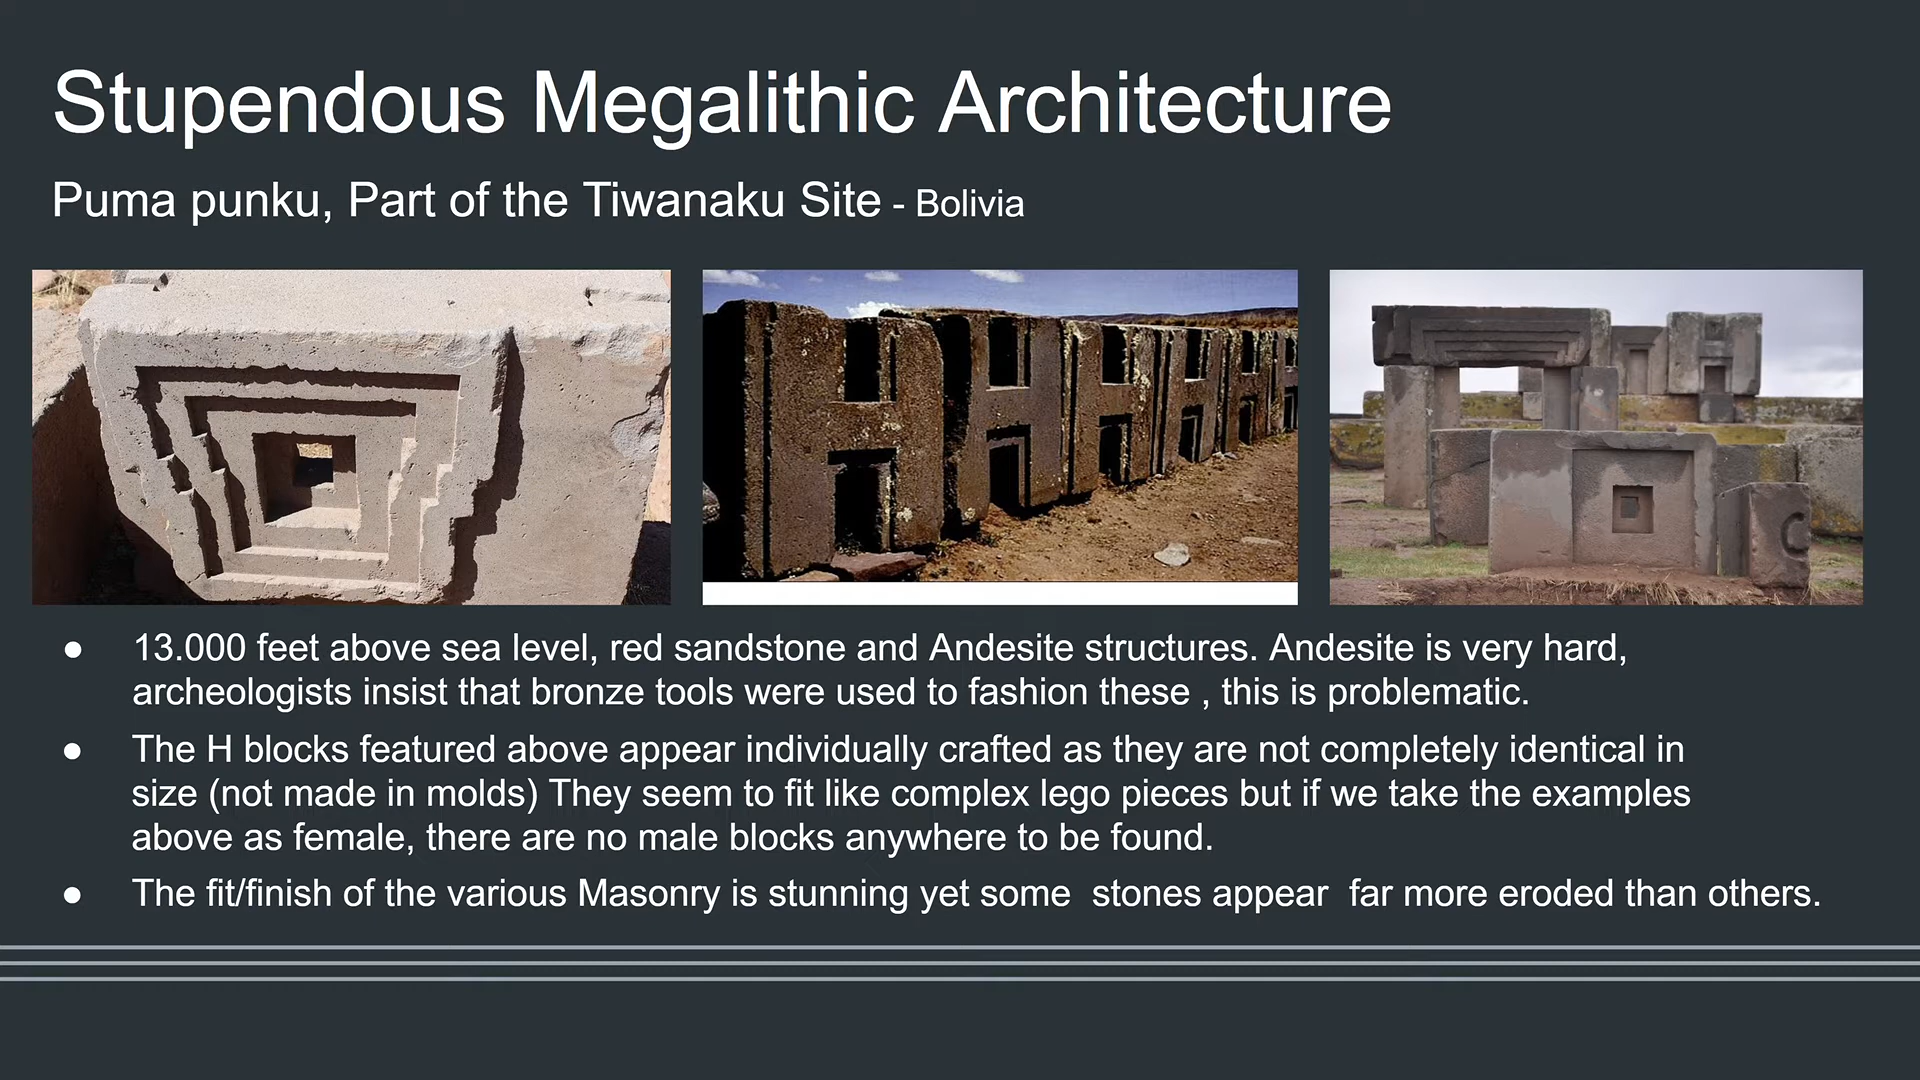 Stupendous Megalithic Architecture
Puma punku, Part of the Tiwanaku Site - Bolivia
● 13.000 feet above sea level, red sandstone and Andesite structures. Andesite is very hard,
archeologists insist that bronze tools were used to fashion these , this is problematic.
● The H blocks featured above appear individually crafted as they are not completely identical in
size (not made in molds) They seem to fit like complex lego pieces but if we take the examples
above as female, there are no male blocks anywhere to be found.
● The fit/finish of the various Masonry is stunning yet some  stones appear  far more eroded than others.